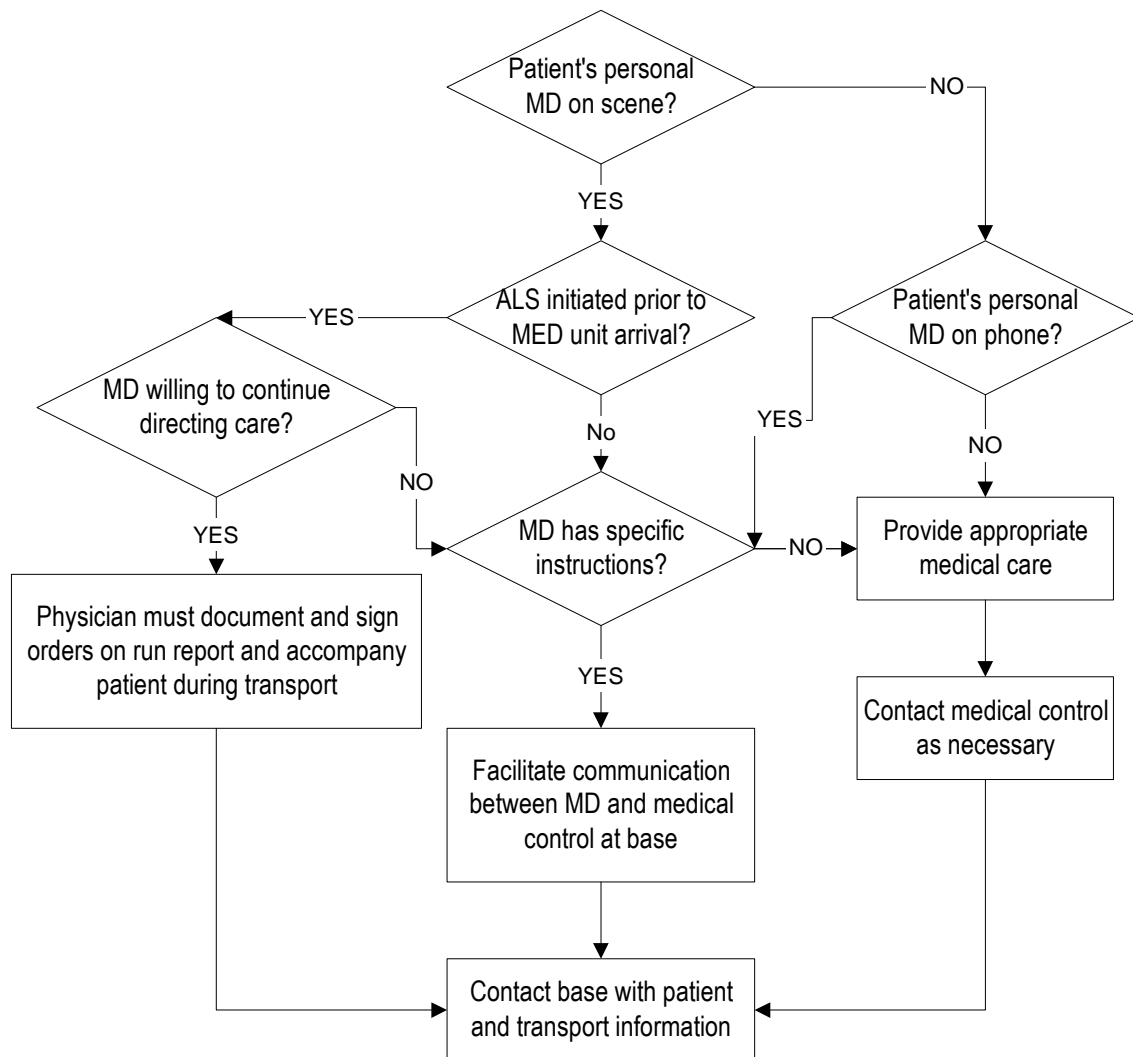 Patient's personal
MD on scene?
NO
YES
ALS initiated prior to
MED unit arrival?
YES
Patient's personal
MD on phone?
MD willing to continue
directing care?
YES
No
NO
NO
MD has specific
instructions?
NO
Provide appropriate
medical care
YES
Physician must document and sign
orders on run report and accompany
patient during transport
YES
Contact medical control
as necessary
Facilitate communication
between MD and medical
control at base
Contact base with patient
and transport information